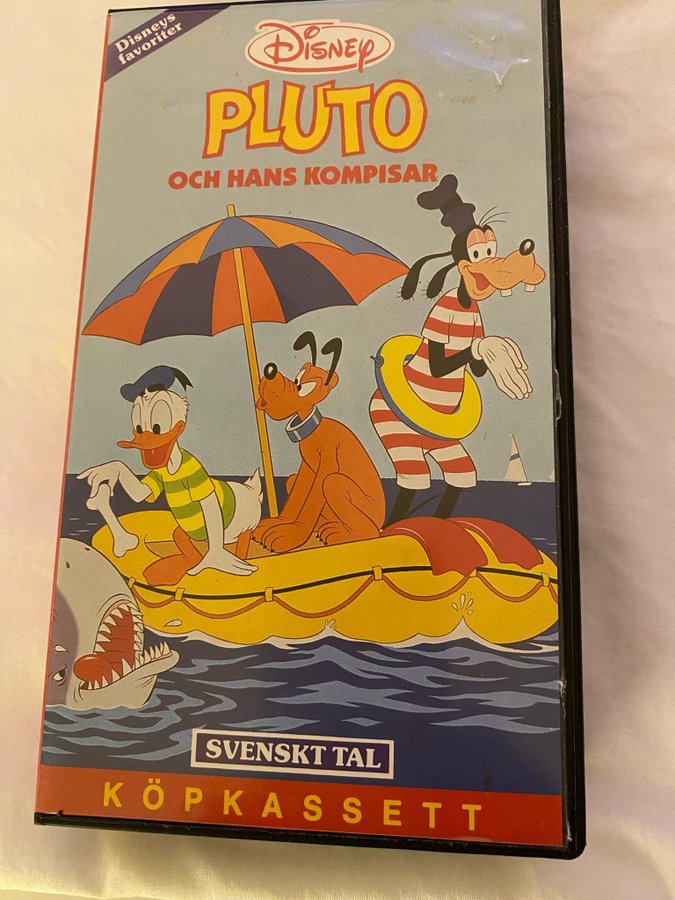 Disneys
favoriter
DISNEY
PLUTO
OCH HANS KOMPISAR
SVENSKT TAL
KÖPKASSETT